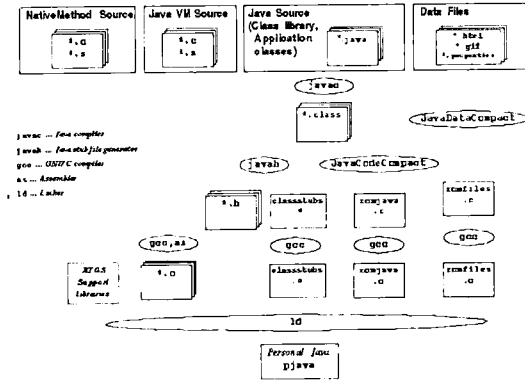 NativeMethod Source
*.c
*.s
Java VM Source
*.c
*.s
Java Source
(Class library,
Application
classes)
*.java
Data Files
*.html
*.gif
*.properties
javac
*.class
JavaDataCompact
javac ... Java compiler
javah ... Java stub file generator
gcc ... GNU C compiler
as ... Assembler
ld ... Linker
javah
JavaCodeCompact
*.h
classstubs
.c
romjava
.c
romfiles
.c
gcc,as
gcc
gcc
gcc
Support
Libraries
*.o
classstubs
.o
romjava
.o
romfiles
.o
ld
Personal Java
pjava